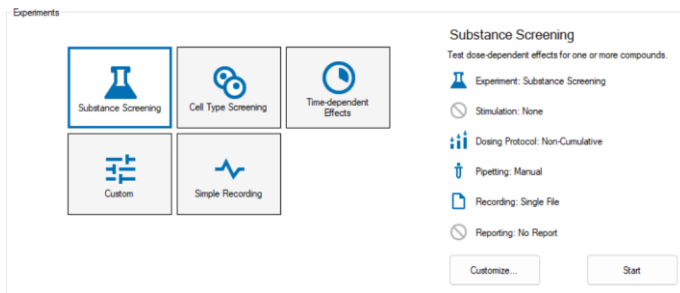 Experiments
Substance Screening
Cell Type Screening
Time-dependent
Effects
Custom
Simple Recording
Substance Screening
Test dose-dependent effects for one or more compounds.
Experiment: Substance Screening
Stimulation: None
Dosing Protocol: Non-Cumulative
Pipetting: Manual
Recording: Single File
Reporting: No Report
Customize...
Start